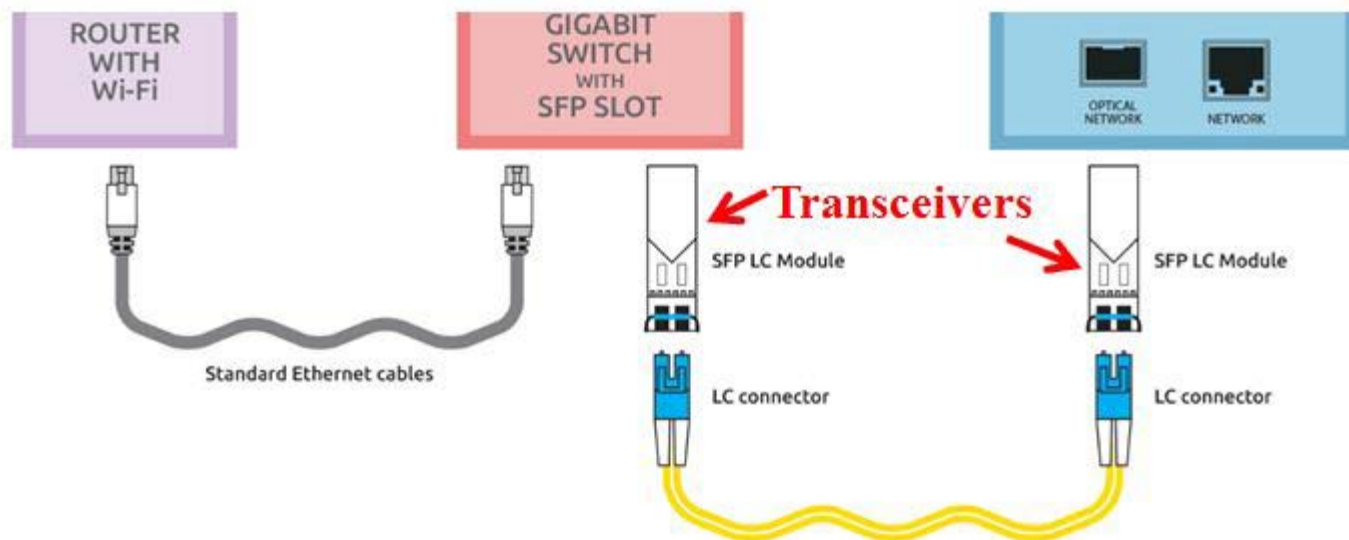 ROUTER
WITH
Wi-Fi
GIGABIT
SWITCH
WITH
SFP SLOT
OPTICAL
NETWORK
NETWORK
Transceivers
SFP LC Module
SFP LC Module
Standard Ethernet cables
LC connector
LC connector